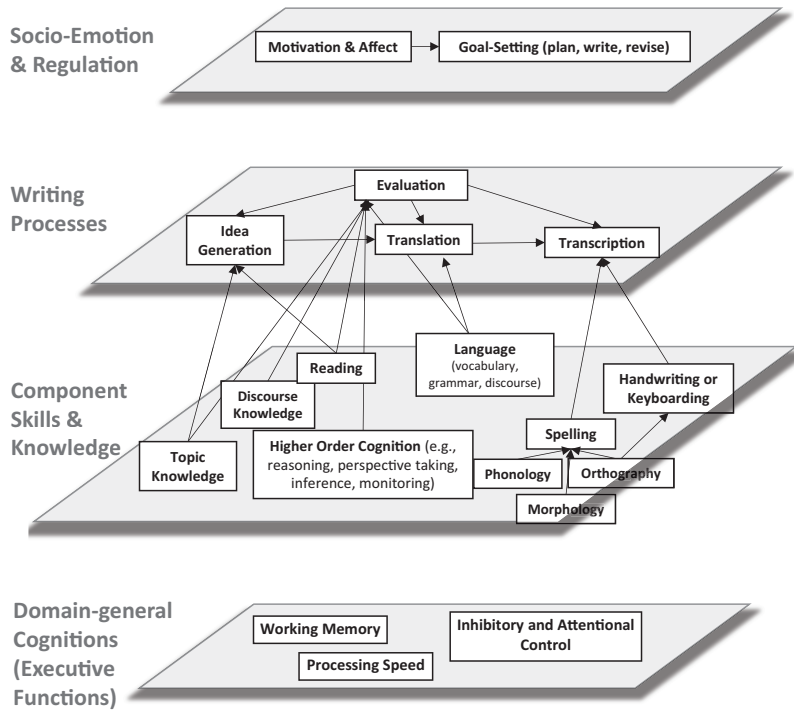 Socio-Emotion
& Regulation
Motivation & Affect
Goal-Setting (plan, write, revise)
Writing
Processes
Evaluation
Idea
Generation
Translation
Transcription
Component
Skills &
Knowledge
Reading
Language
(vocabulary,
grammar, discourse)
Handwriting or
Keyboarding
Discourse
Knowledge
Topic
Knowledge
Higher Order Cognition (e.g.,
reasoning, perspective taking,
inference, monitoring)
Spelling
Phonology
Orthography
Morphology
Domain-general
Cognitions
(Executive
Functions)
Working Memory
Inhibitory and Attentional
Control
Processing Speed